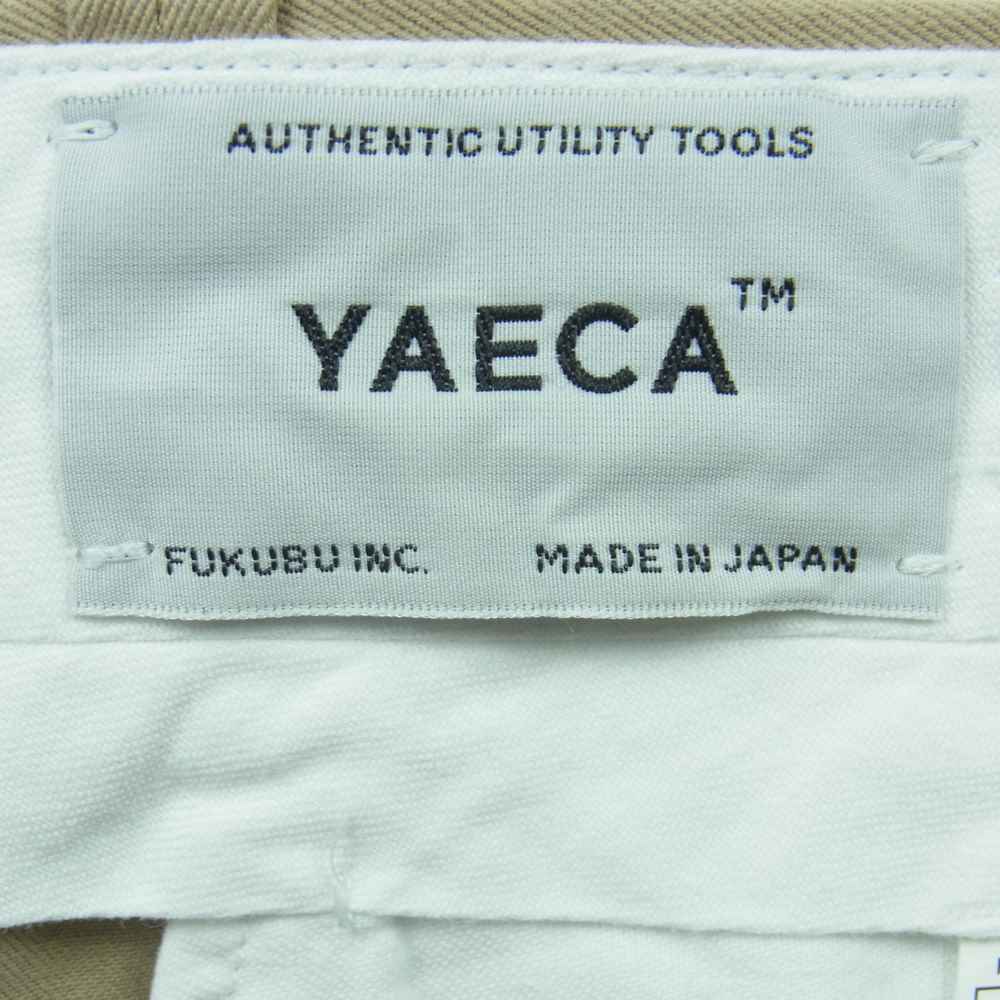 AUTHENTIC UTILITY TOOLS
YAECA™
FUKUBU INC. MADE IN JAPAN